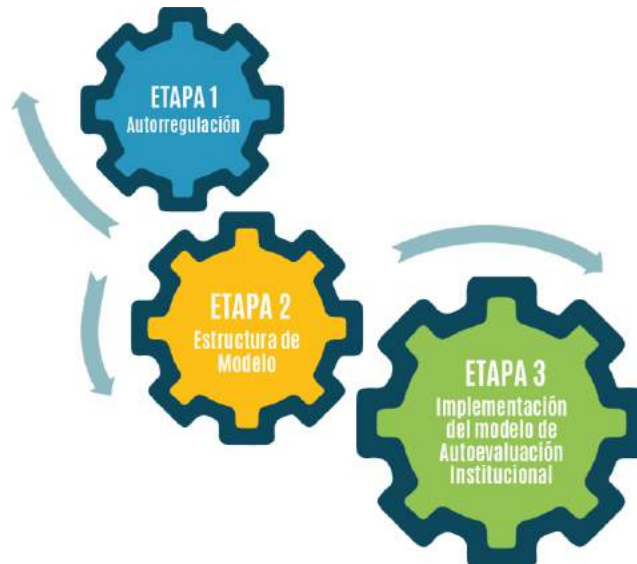 ETAPA 1
Autorregulación
ETAPA 2
Estructura de
Modelo
ETAPA 3
Implementación
del modelo de
Autoevaluación
Institucional